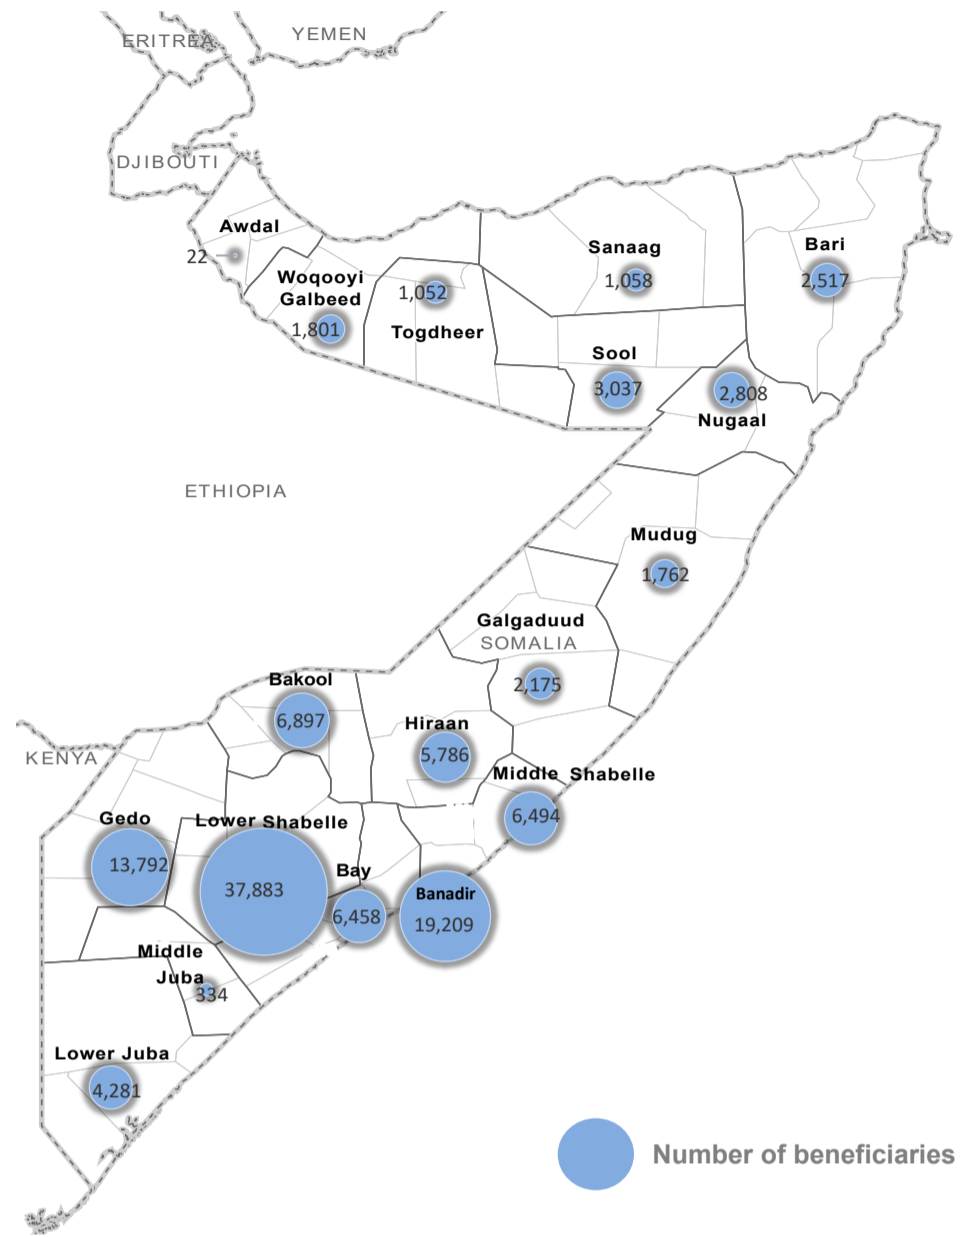 YEMEN
ERITREA
DJIBOUTI
Awdal
22
Woqooyi
Galbeed
1,801
1,052
Togdheer
Sanaag
1,058
Bari
2,517
Sool
3,037
2,808
Nugaal
ETHIOPIA
Mudug
1,762
Galgaduud
SOMALIA
2,175
Bakool
6,897
Hiraan
5,786
KENYA
Middle Shabelle
6,494
Gedo
13,792
Lower Shabelle
37,883
Bay
6,458
Banadir
19,209
Middle
Juba
334
Lower Juba
4,281
Number of beneficiaries